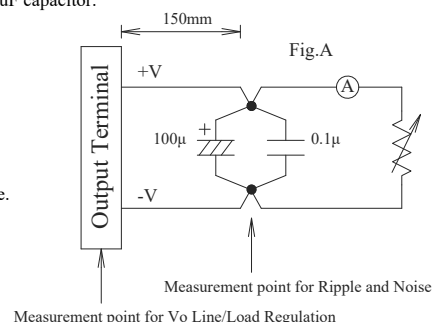 uF capacitor.
150mm
Fig.A
+V
A
Output Terminal
100μ
+
0.1μ
e.
-V
Measurement point for Ripple and Noise
Measurement point for Vo Line/Load Regulation